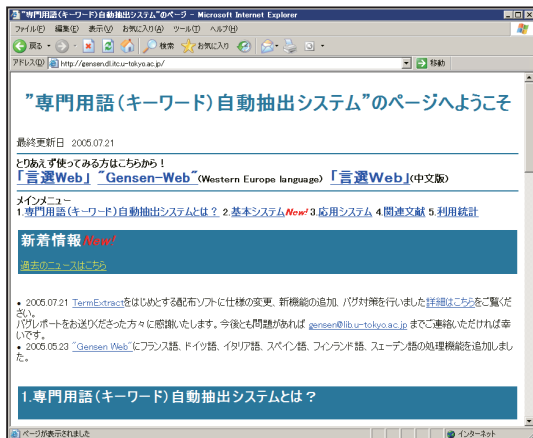 "専門用語(キーワード)自動抽出システム"のページ - Microsoft Internet Explorer
ファイル(F) 編集(E) 表示(V) お気に入り(A) ツール(T) ヘルプ(H)
戻る 検索 お気に入り
アドレス(D) http://gensen.dl.itc.u-tokyo.ac.jp/ 移動
"専門用語(キーワード)自動抽出システム"のページへようこそ
最終更新日 2005.07.21
とりあえず使ってみる方はこちらから!
「言選Web」 "Gensen-Web"(Western Europe language) 「言選Web」(中文版)
メインメニュー
1.専門用語(キーワード)自動抽出システムとは? 2.基本システムNew! 3.応用システム 4.関連文献 5.利用統計
新着情報New!
過去のニュースはこちら
• 2005.07.21 TermExtractをはじめとする配布ソフトに仕様の変更、新機能の追加、バグ対策を行いました詳細はこちらをご覧くだ
さい。
バグレポートをお送りくださった方々に感謝いたします。今後とも問題があれば gensen@lib.u-tokyo.ac.jp までご連絡いただければ幸
いです。
• 2005.05.23 "Gensen Web"にフランス語、ドイツ語、イタリア語、スペイン語、フィンランド語、スエーデン語の処理機能を追加しまし
た。
1.専門用語(キーワード)自動抽出システムとは?
ページが表示されました インターネット